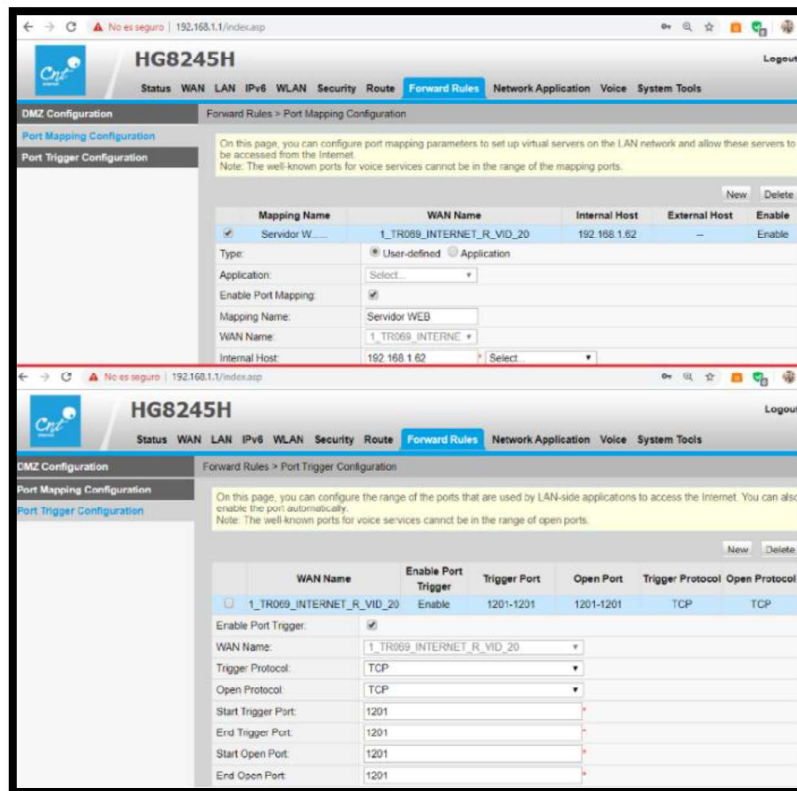 No es seguro | 192.168.1.1/index.asp
Cnt
HG8245H
Logout
Status WAN LAN IPv6 WLAN Security Route Forward Rules Network Application Voice System Tools
DMZ Configuration
Forward Rules > Port Mapping Configuration
Port Mapping Configuration
Port Trigger Configuration
On this page, you can configure port mapping parameters to set up virtual servers on the LAN network and allow these servers to
be accessed from the Internet.
Note: The well-known ports for voice services cannot be in the range of the mapping ports.
New Delete
Mapping Name WAN Name Internal Host External Host Enable
Servidor W...... 1_TR069_INTERNET_R_VID_20 192.168.1.62 -- Enable
Type: User-defined Application
Application: Select...
Enable Port Mapping:
Mapping Name: Servidor WEB
WAN Name: 1_TR069_INTERNE
Internal Host: 192.168.1.62 * Select...
No es seguro | 192.168.1.1/index.asp
Cnt
HG8245H
Logout
Status WAN LAN IPv6 WLAN Security Route Forward Rules Network Application Voice System Tools
DMZ Configuration
Forward Rules > Port Trigger Configuration
Port Mapping Configuration
Port Trigger Configuration
On this page, you can configure the range of the ports that are used by LAN-side applications to access the Internet. You can also
enable the port automatically.
Note: The well-known ports for voice services cannot be in the range of open ports.
New Delete
WAN Name Enable Port Trigger Trigger Port Open Port Trigger Protocol Open Protocol
1_TR069_INTERNET_R_VID_20 Enable 1201-1201 1201-1201 TCP TCP
Enable Port Trigger:
WAN Name: 1_TR069_INTERNET_R_VID_20
Trigger Protocol: TCP
Open Protocol: TCP
Start Trigger Port: 1201 *
End Trigger Port: 1201 *
Start Open Port: 1201 *
End Open Port: 1201 *